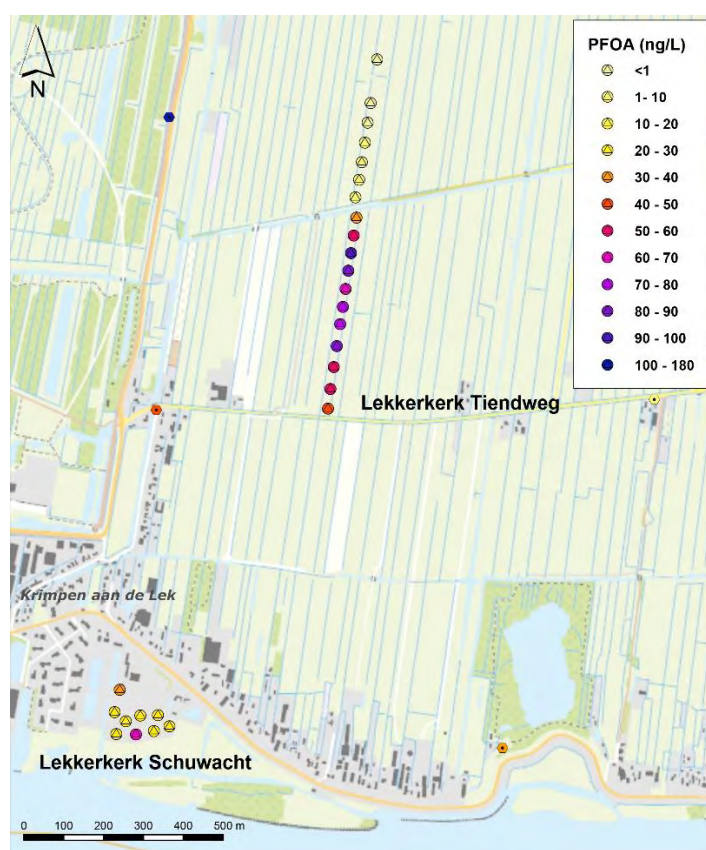 N
PFOA (ng/L)
<1
1- 10
10 - 20
20 - 30
30 - 40
40 - 50
50 - 60
60 - 70
70 - 80
80 - 90
90 - 100
100 - 180
Lekkerkerk Tiendweg
Krimpen aan de Lek
Lekkerkerk Schuwacht
0 100 200 300 400 500 m